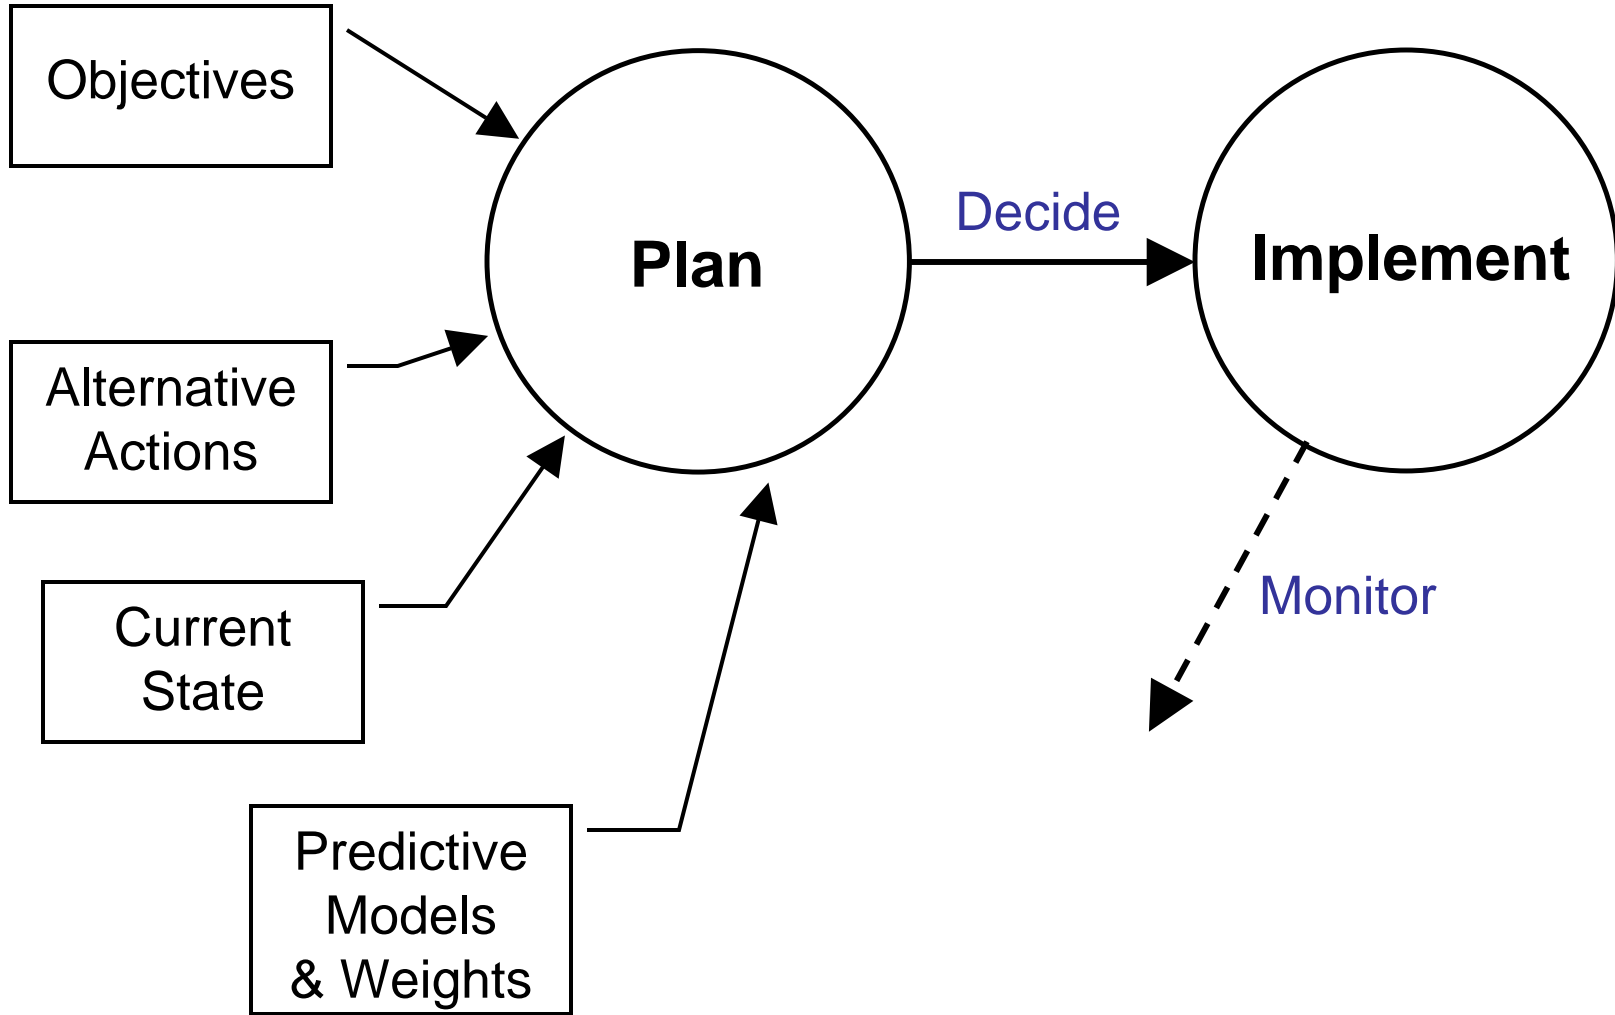 Objectives
Plan
Decide
Implement
Alternative
Actions
Current
State
Monitor
Predictive
Models
& Weights